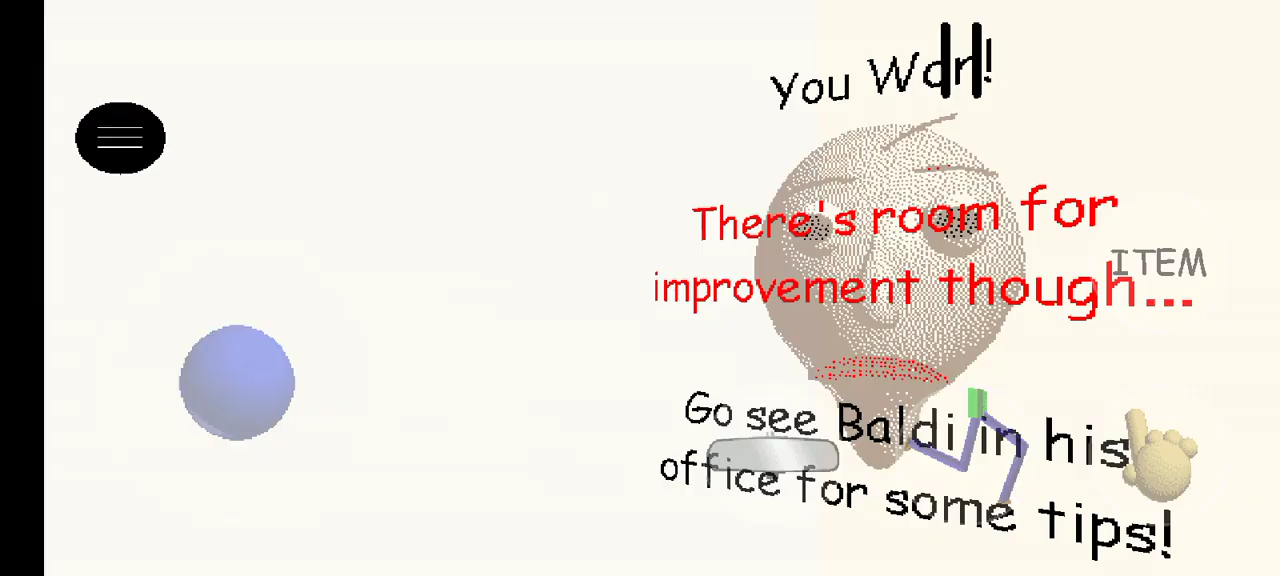 You Won!
There's room for
improvement though...
ITEM
Go see Baldi in his
office for some tips!